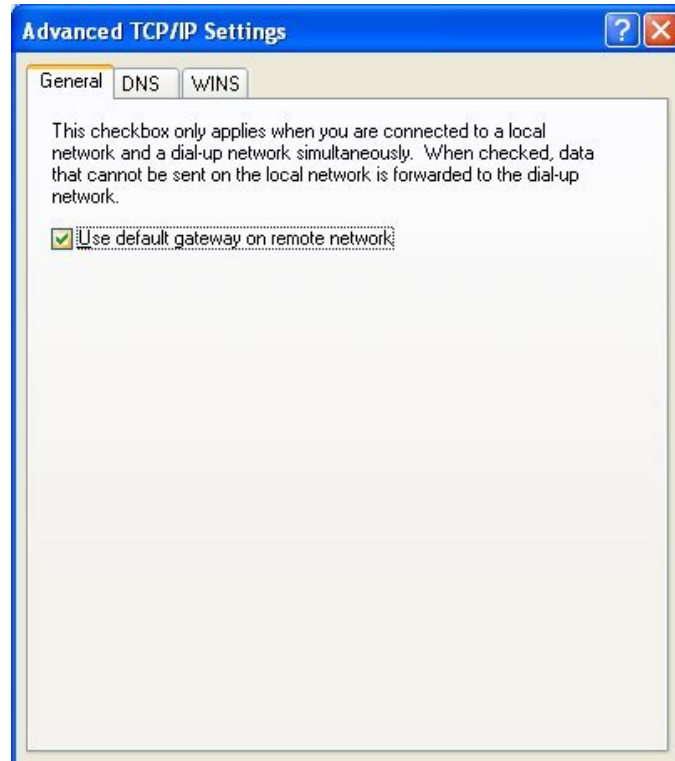 Advanced TCP/IP Settings
General DNS WINS
This checkbox only applies when you are connected to a local
network and a dial-up network simultaneously. When checked, data
that cannot be sent on the local network is forwarded to the dial-up
network.
Use default gateway on remote network